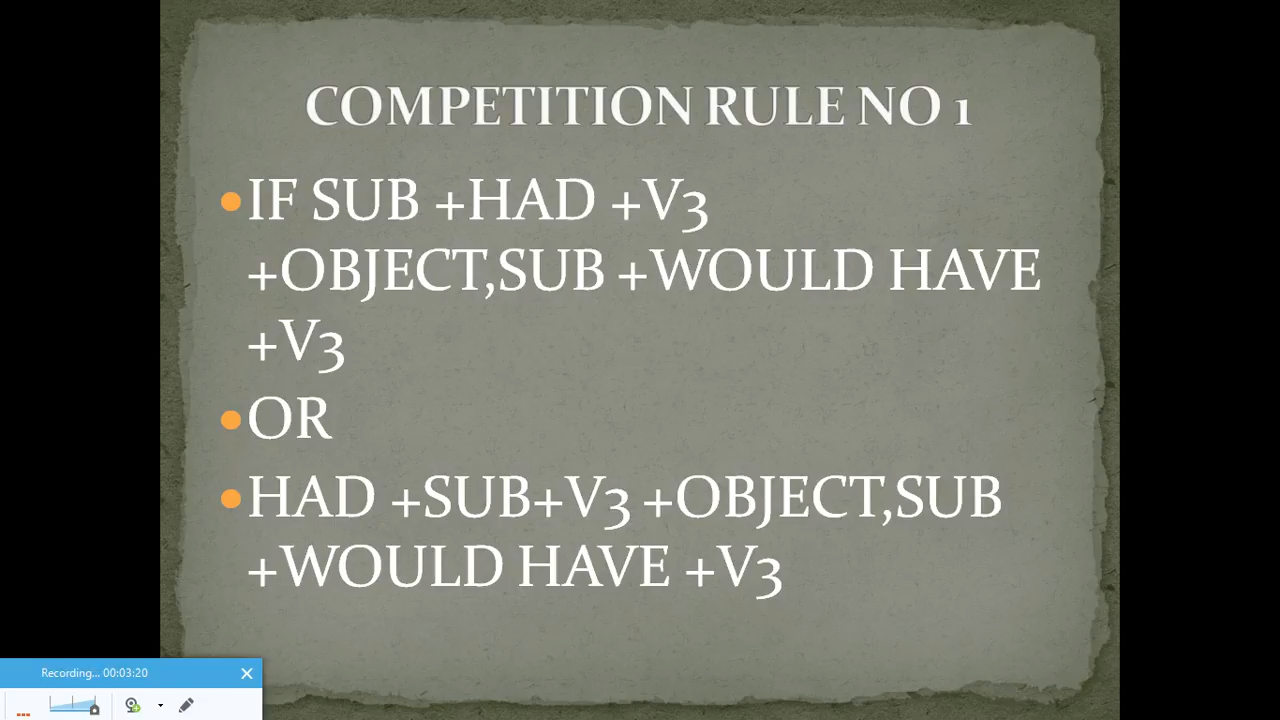 COMPETITION RULE NO 1
IF SUB +HAD +V3
+OBJECT,SUB +WOULD HAVE
+V3
OR
HAD +SUB+V3 +OBJECT,SUB
+WOULD HAVE +V3
Recording... 00:03:20